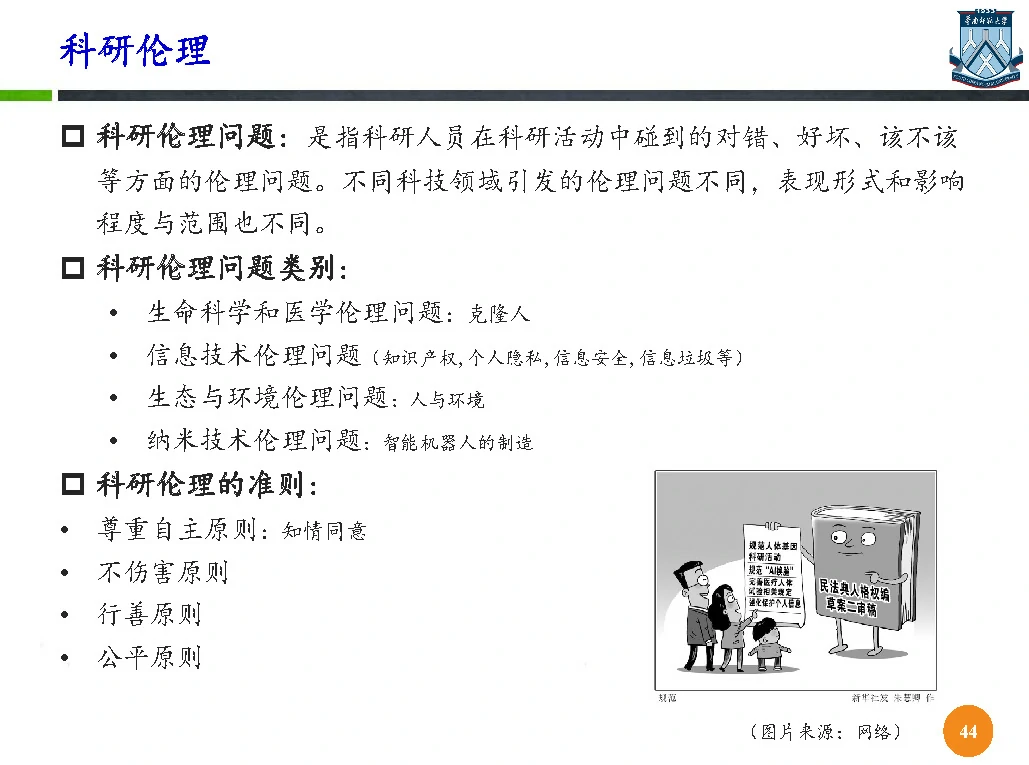 科研伦理
1933
华南师范大学
科研伦理问题：是指科研人员在科研活动中碰到的对错、好坏、该不该
等方面的伦理问题。不同科技领域引发的伦理问题不同，表现形式和影响
程度与范围也不同。
科研伦理问题类别：
• 生命科学和医学伦理问题：克隆人
• 信息技术伦理问题（知识产权,个人隐私,信息安全,信息垃圾等）
• 生态与环境伦理问题：人与环境
• 纳米技术伦理问题：智能机器人的制造
科研伦理的准则：
• 尊重自主原则：知情同意
• 不伤害原则
• 行善原则
• 公平原则
规范人体基因
科研活动
规范“AI换脸”
完善医疗人体
试验相关规定
强化保护个人信息
民法典人格权编
草案二审稿
规范
新华社发 朱慧卿 作
（图片来源：网络）
44